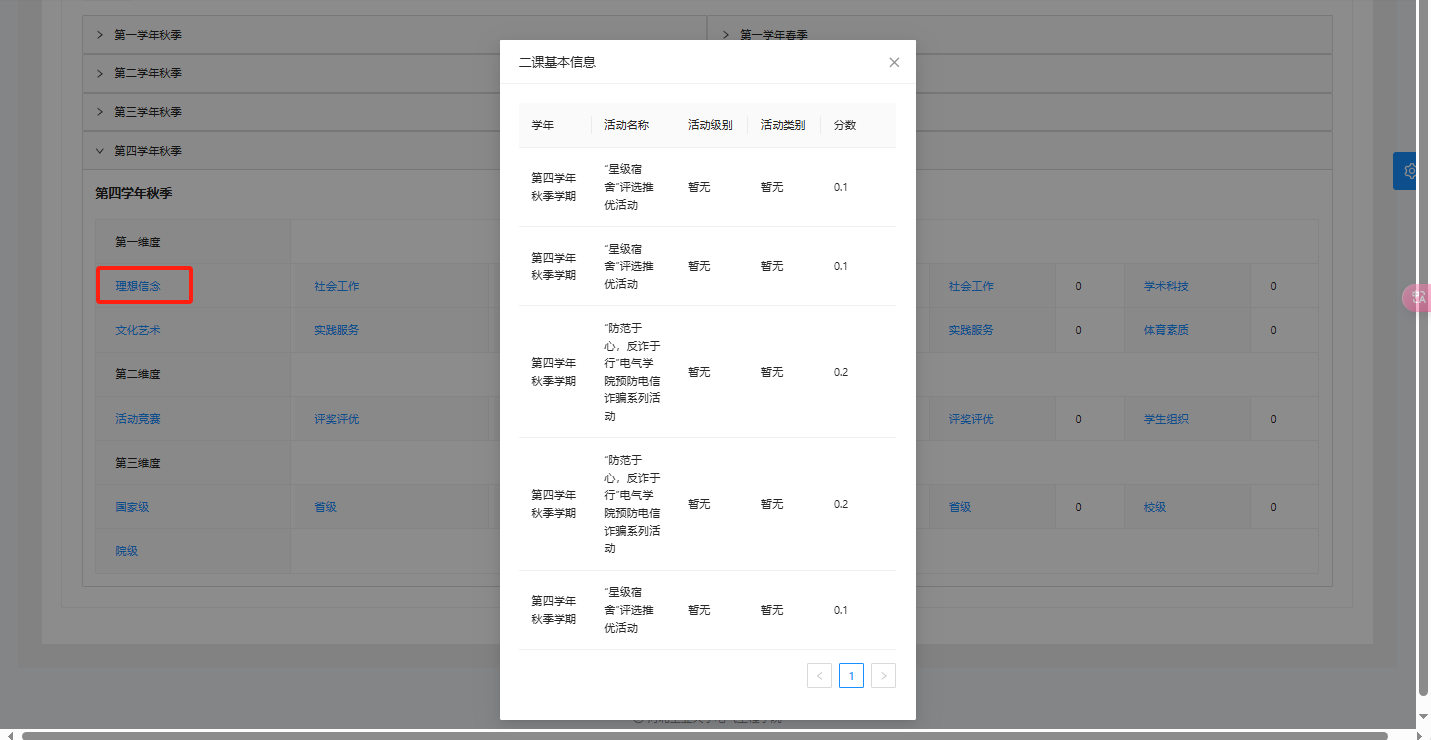 第一学年秋季
第一学年春季
第二学年秋季
第三学年秋季
第四学年秋季
第四学年秋季
第一维度
理想信念 社会工作 社会工作 0 学术科技 0
文化艺术 实践服务 实践服务 0 体育素质 0
第二维度
活动竞赛 评奖评优 评奖评优 0 学生组织 0
第三维度
国家级 省级 省级 0 校级 0
院级
二课基本信息
学年 活动名称 活动级别 活动类别 分数
第四学年
秋季学期
“星级宿
舍”评选推
优活动
暂无 暂无 0.1
第四学年
秋季学期
“星级宿
舍”评选推
优活动
暂无 暂无 0.1
第四学年
秋季学期
“防范于
心，反诈于
行”电气学
院预防电信
诈骗系列活
动
暂无 暂无 0.2
第四学年
秋季学期
“防范于
心，反诈于
行”电气学
院预防电信
诈骗系列活
动
暂无 暂无 0.2
第四学年
秋季学期
“星级宿
舍”评选推
优活动
暂无 暂无 0.1
1